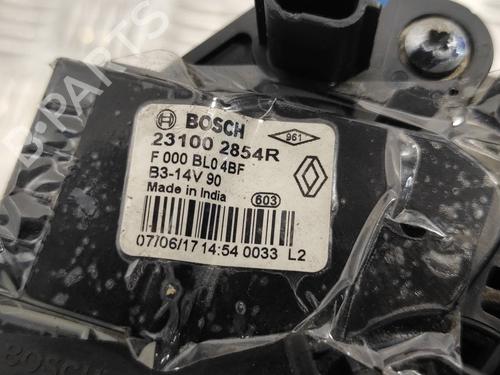 B-PARTS
BOSCH
961
23100 2854R
F 000 BL0 4BF
B3-14V 90
Made in India
603
07/06/17 14:54 0033 L2
BOSCH